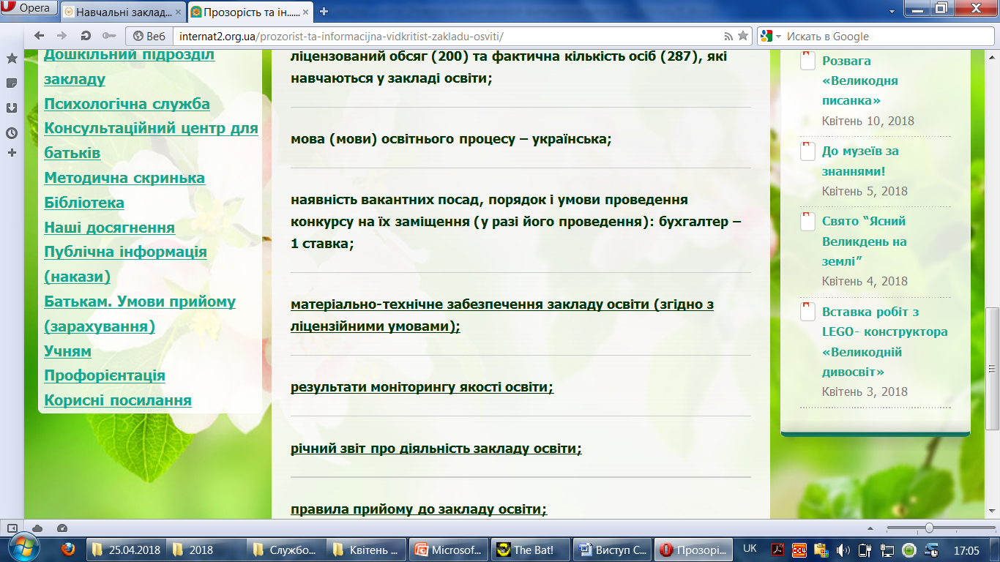 Opera
Навчальні заклад...
Прозорість та ін......
Веб
internat2.org.ua/prozorist-ta-informacijna-vidkritist-zakladu-osviti/
Искать в Google
Дошкільний підрозділ
закладу
Психологічна служба
Консультаційний центр для
батьків
Методична скринька
Бібліотека
Наші досягнення
Публічна інформація
(накази)
Батькам. Умови прийому
(зарахування)
Учням
Профорієнтація
Корисні посилання
ліцензований обсяг (200) та фактична кількість осіб (287), які
навчаються у закладі освіти;
мова (мови) освітнього процесу – українська;
наявність вакантних посад, порядок і умови проведення
конкурсу на їх заміщення (у разі його проведення): бухгалтер –
1 ставка;
матеріально-технічне забезпечення закладу освіти (згідно з
ліцензійними умовами);
результати моніторингу якості освіти;
річний звіт про діяльність закладу освіти;
правила прийому до закладу освіти;
Розвага
«Великодня
писанка»
Квітень 10, 2018
До музеїв за
знаннями!
Квітень 5, 2018
Свято “Ясний
Великдень на
землі”
Квітень 4, 2018
Вставка робіт з
LEGO- конструктора
«Великодній
дивосвіт»
Квітень 3, 2018
25.04.2018
2018
Службо...
Квітень ...
Microsof...
The Bat!
Виступ С...
Прозорі...
UK
17:05